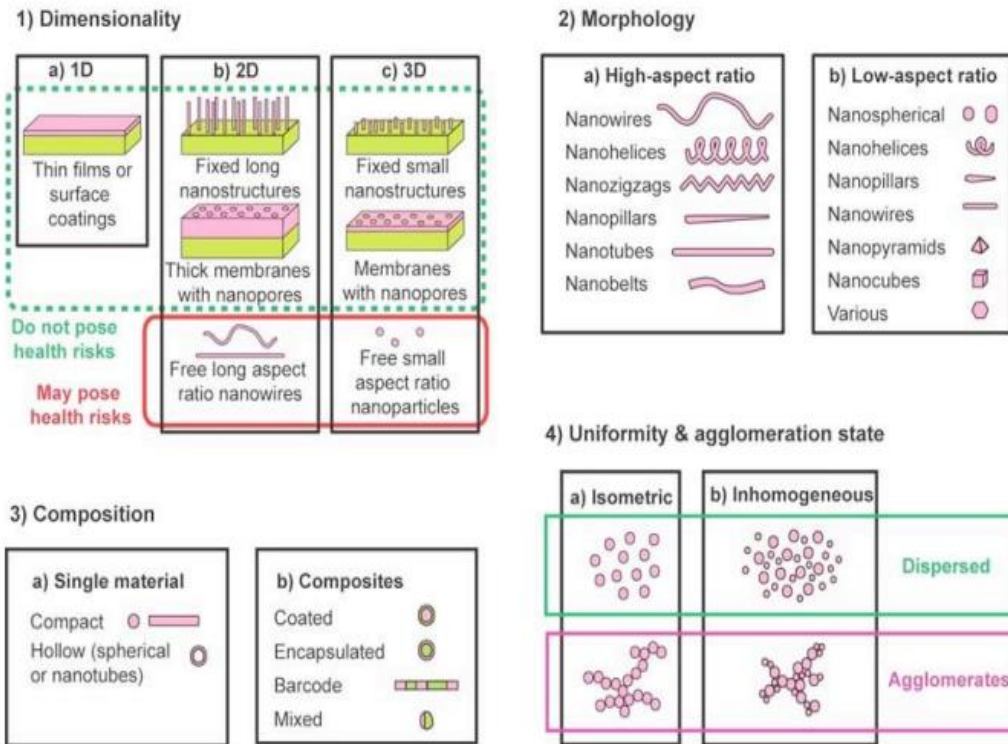 1) Dimensionality
a) 1D
Thin films or
surface
coatings
b) 2D
Fixed long
nanostructures
Thick membranes
with nanopores
Free long aspect
ratio nanowires
c) 3D
Fixed small
nanostructures
Membranes
with nanopores
Free small
aspect ratio
nanoparticles
Do not pose
health risks
May pose
health risks
2) Morphology
a) High-aspect ratio
Nanowires
Nanohelices
Nanozigzags
Nanopillars
Nanotubes
Nanobelts
b) Low-aspect ratio
Nanospherical
Nanohelices
Nanopillars
Nanowires
Nanopyramids
Nanocubes
Various
3) Composition
a) Single material
Compact
Hollow (spherical
or nanotubes)
b) Composites
Coated
Encapsulated
Barcode
Mixed
4) Uniformity & agglomeration state
a) Isometric
b) Inhomogeneous
Dispersed
Agglomerates